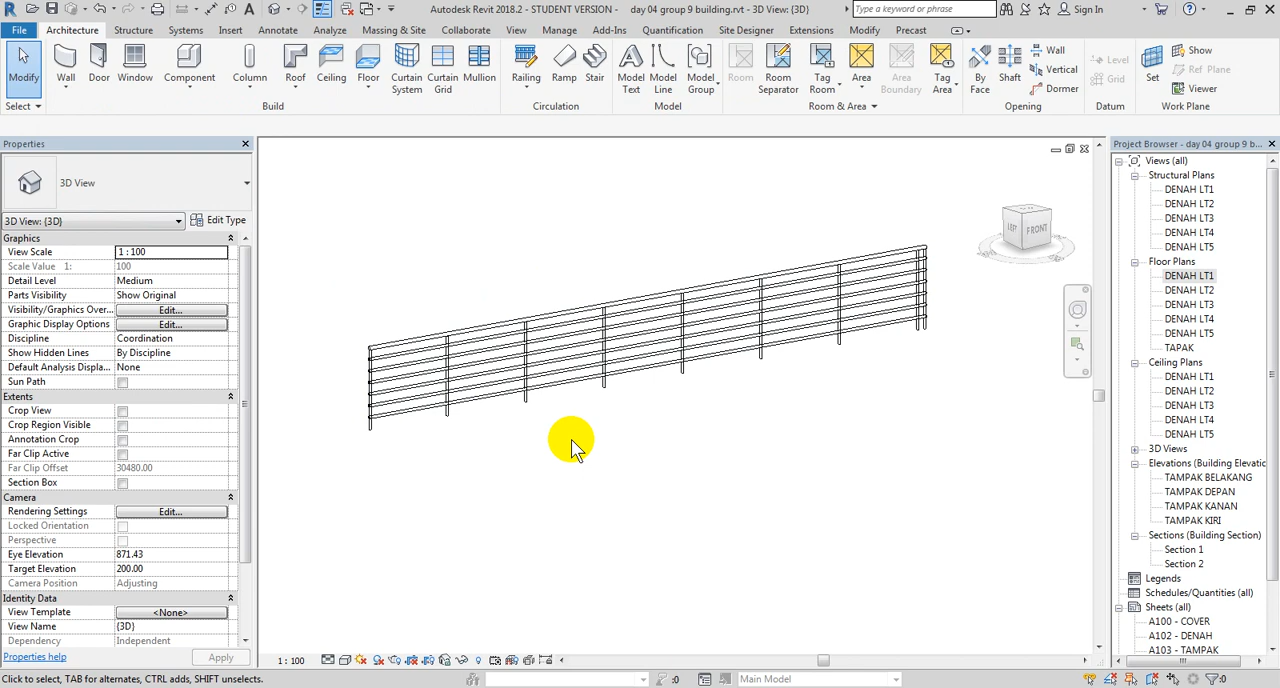 Autodesk Revit 2018.2 - STUDENT VERSION - day 04 group 9 building.rvt - 3D View: {3D}
Type a keyword or phrase
Sign In
File Architecture Structure Systems Insert Annotate Analyze Massing & Site Collaborate View Manage Add-Ins Quantification Site Designer Extensions Modify Precast
Modify
Wall
Door
Window
Component
Column
Roof
Ceiling
Floor
Curtain System
Curtain Grid
Mullion
Railing
Ramp
Stair
Model Text
Model Line
Model Group
Room
Room Separator
Tag Room
Area
Area Boundary
Tag Area
By Face
Shaft
Wall
Vertical
Dormer
Level
Grid
Set
Show
Ref Plane
Viewer
Select
Build
Circulation
Model
Room & Area
Opening
Datum
Work Plane
Properties
3D View
3D View: {3D}
Edit Type
Graphics
View Scale 1 : 100
Scale Value 1: 100
Detail Level Medium
Parts Visibility Show Original
Visibility/Graphics Over... Edit...
Graphic Display Options Edit...
Discipline Coordination
Show Hidden Lines By Discipline
Default Analysis Displa... None
Sun Path
Extents
Crop View
Crop Region Visible
Annotation Crop
Far Clip Active
Far Clip Offset 30480.00
Section Box
Camera
Rendering Settings Edit...
Locked Orientation
Perspective
Eye Elevation 871.43
Target Elevation 200.00
Camera Position Adjusting
Identity Data
View Template <None>
View Name {3D}
Dependency Independent
Properties help
Apply
LEFT
FRONT
Project Browser - day 04 group 9 b...
Views (all)
Structural Plans
DENAH LT1
DENAH LT2
DENAH LT3
DENAH LT4
DENAH LT5
Floor Plans
DENAH LT1
DENAH LT2
DENAH LT3
DENAH LT4
DENAH LT5
TAPAK
Ceiling Plans
DENAH LT1
DENAH LT2
DENAH LT3
DENAH LT4
DENAH LT5
3D Views
Elevations (Building Elevatic
TAMPAK BELAKANG
TAMPAK DEPAN
TAMPAK KANAN
TAMPAK KIRI
Sections (Building Section)
Section 1
Section 2
Legends
Schedules/Quantities (all)
Sheets (all)
A100 - COVER
A102 - DENAH
A103 - TAMPAK
1 : 100
Click to select, TAB for alternates, CTRL adds, SHIFT unselects.
:0
Main Model
:0